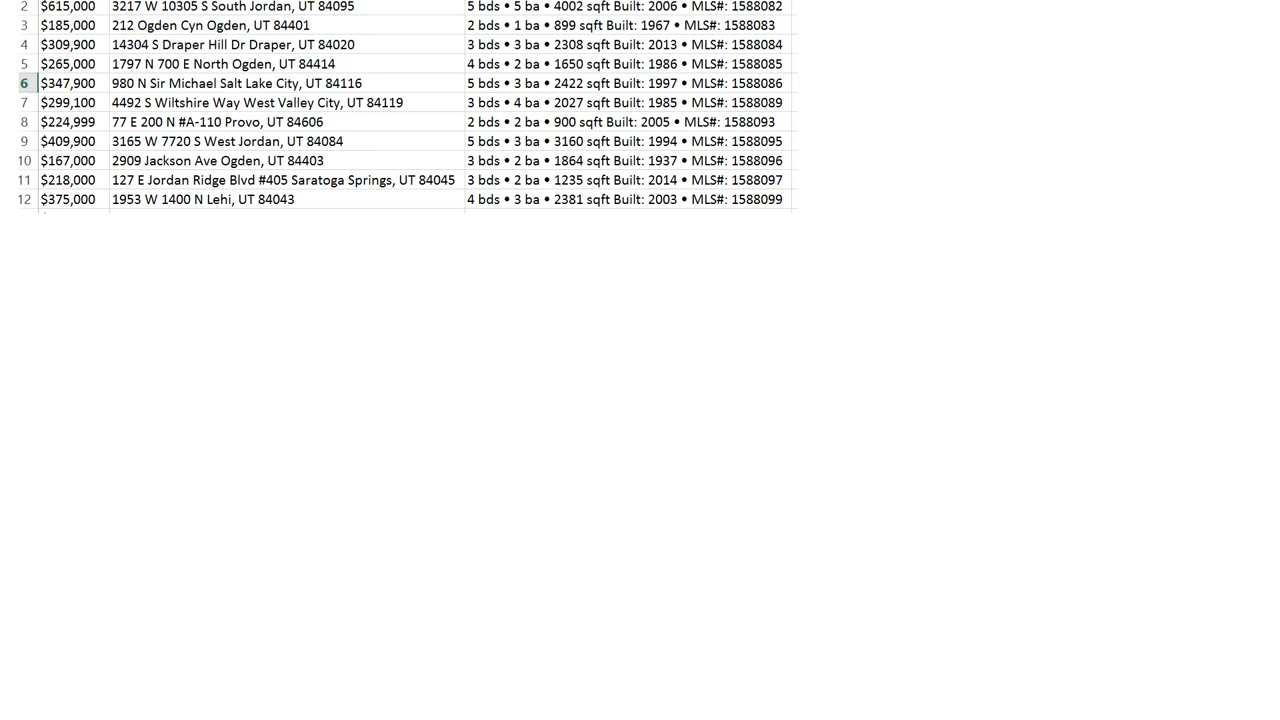 2 $615,000 3217 W 10305 S South Jordan, UT 84095 5 bds • 5 ba • 4002 sqft Built: 2006 • MLS#: 1588082
3 $185,000 212 Ogden Cyn Ogden, UT 84401 2 bds • 1 ba • 899 sqft Built: 1967 • MLS#: 1588083
4 $309,900 14304 S Draper Hill Dr Draper, UT 84020 3 bds • 3 ba • 2308 sqft Built: 2013 • MLS#: 1588084
5 $265,000 1797 N 700 E North Ogden, UT 84414 4 bds • 2 ba • 1650 sqft Built: 1986 • MLS#: 1588085
6 $347,900 980 N Sir Michael Salt Lake City, UT 84116 5 bds • 3 ba • 2422 sqft Built: 1997 • MLS#: 1588086
7 $299,100 4492 S Wiltshire Way West Valley City, UT 84119 3 bds • 4 ba • 2027 sqft Built: 1985 • MLS#: 1588089
8 $224,999 77 E 200 N #A-110 Provo, UT 84606 2 bds • 2 ba • 900 sqft Built: 2005 • MLS#: 1588093
9 $409,900 3165 W 7720 S West Jordan, UT 84084 5 bds • 3 ba • 3160 sqft Built: 1994 • MLS#: 1588095
10 $167,000 2909 Jackson Ave Ogden, UT 84403 3 bds • 2 ba • 1864 sqft Built: 1937 • MLS#: 1588096
11 $218,000 127 E Jordan Ridge Blvd #405 Saratoga Springs, UT 84045 3 bds • 2 ba • 1235 sqft Built: 2014 • MLS#: 1588097
12 $375,000 1953 W 1400 N Lehi, UT 84043 4 bds • 3 ba • 2381 sqft Built: 2003 • MLS#: 1588099